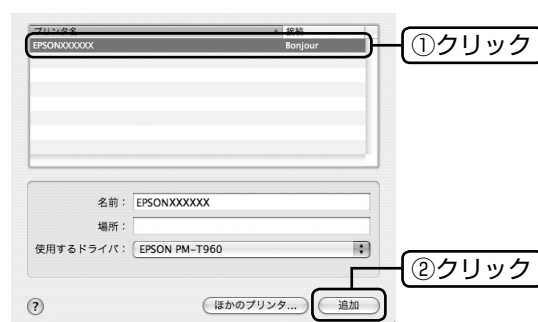 プリンタ名 接続
EPSONXXXXXX Bonjour
①クリック
名前： EPSONXXXXXX
場所：
使用するドライバ： EPSON PM-T960
②クリック
? ほかのプリンタ... 追加